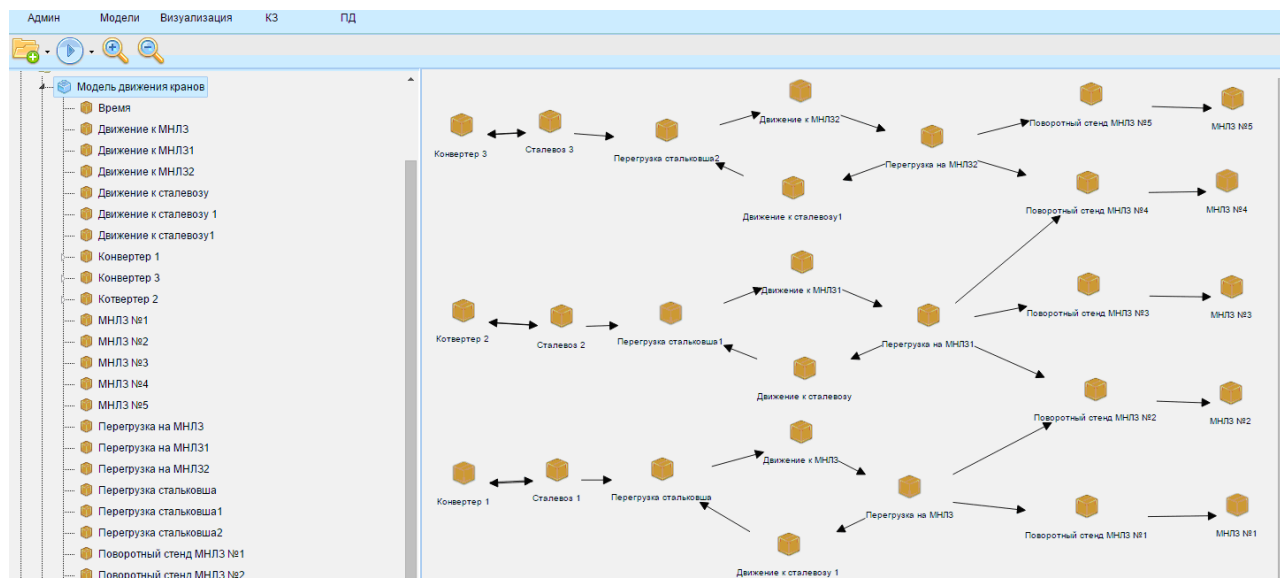 Админ Модели Визуализация КЗ ПД
Модель движения кранов
Время
Движение к МНЛЗ
Движение к МНЛЗ1
Движение к МНЛЗ2
Движение к сталевозу
Движение к сталевозу 1
Движение к сталевозу1
Конвертер 1
Конвертер 3
Котвертер 2
МНЛЗ №1
МНЛЗ №2
МНЛЗ №3
МНЛЗ №4
МНЛЗ №5
Перегрузка на МНЛЗ
Перегрузка на МНЛЗ1
Перегрузка на МНЛЗ2
Перегрузка стальковша
Перегрузка стальковша1
Перегрузка стальковша2
Поворотный стенд МНЛЗ №1
Поворотный стенд МНЛЗ №2
Движение к МНЛЗ2
Поворотный стенд МНЛЗ №5
МНЛЗ №5
Конвертер 3
Сталевоз 3
Перегрузка стальковша2
Перегрузка на МНЛЗ2
Движение к сталевозу1
Поворотный стенд МНЛЗ №4
МНЛЗ №4
Движение к МНЛЗ1
Поворотный стенд МНЛЗ №3
МНЛЗ №3
Котвертер 2
Сталевоз 2
Перегрузка стальковша1
Перегрузка на МНЛЗ1
Движение к сталевозу
Поворотный стенд МНЛЗ №2
МНЛЗ №2
Движение к МНЛЗ
Конвертер 1
Сталевоз 1
Перегрузка стальковша
Перегрузка на МНЛЗ
Поворотный стенд МНЛЗ №1
МНЛЗ №1
Движение к сталевозу 1